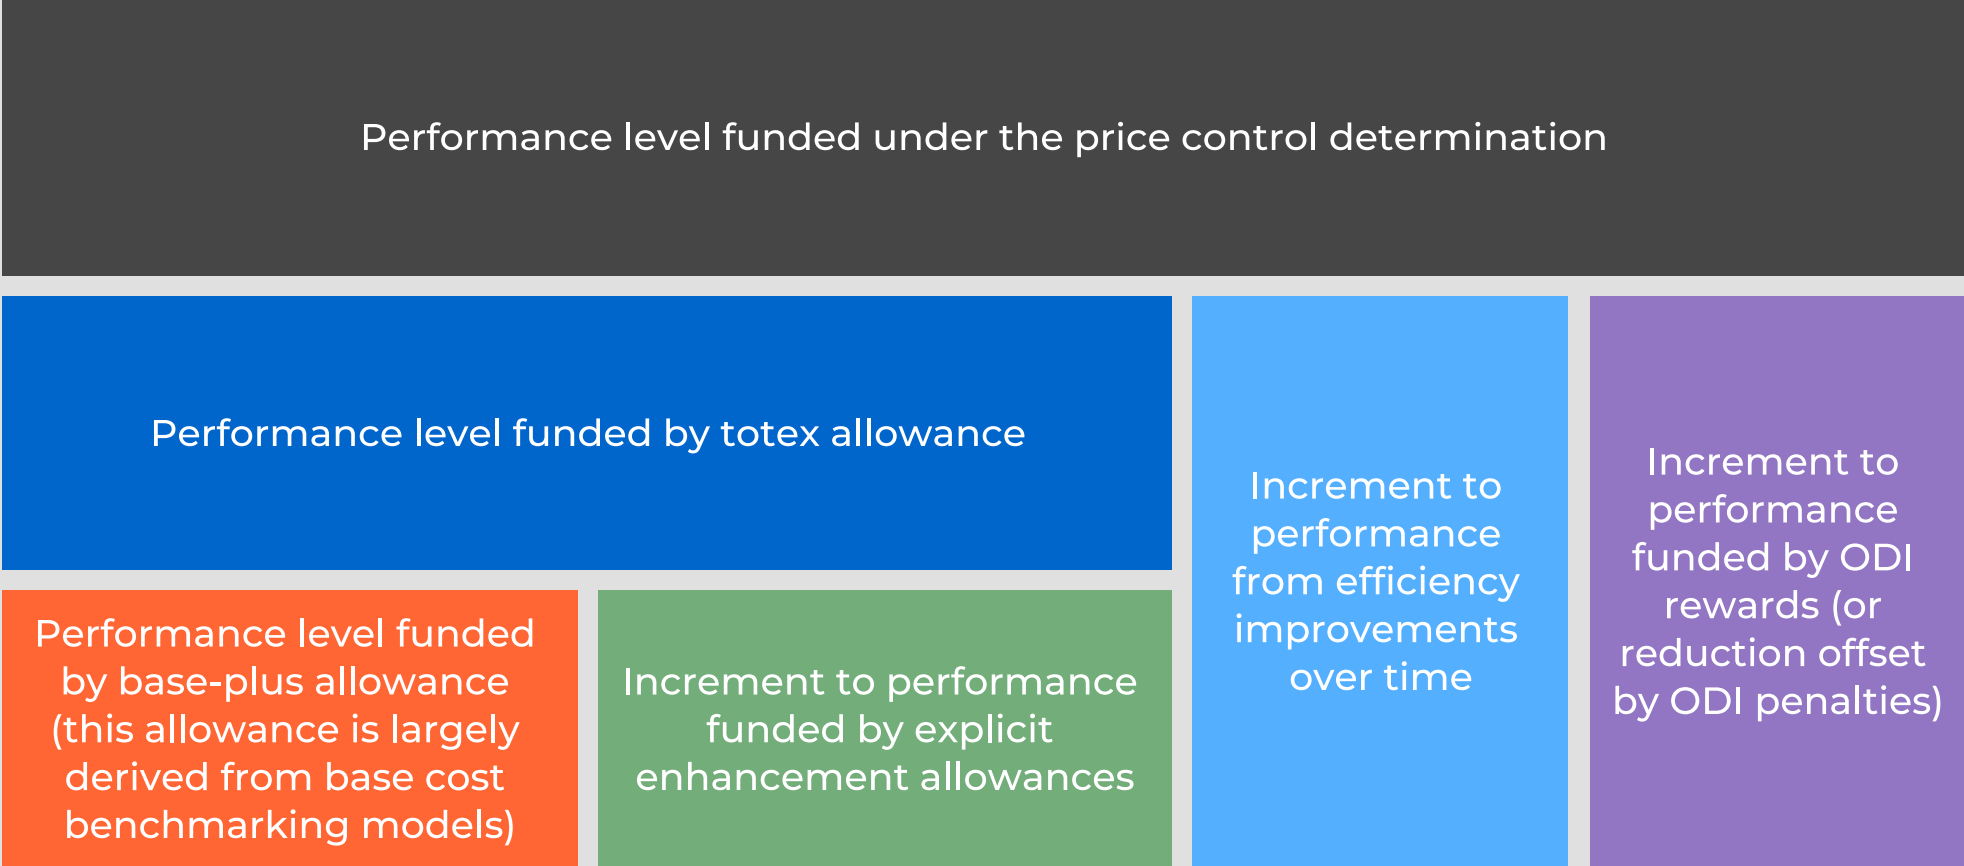 Performance level funded under the price control determination
Performance level funded by totex allowance
Increment to
performance
from efficiency
improvements
over time
Increment to
performance
funded by ODI
rewards (or
reduction offset
by ODI penalties)
Performance level funded
by base-plus allowance
(this allowance is largely
derived from base cost
benchmarking models)
Increment to performance
funded by explicit
enhancement allowances